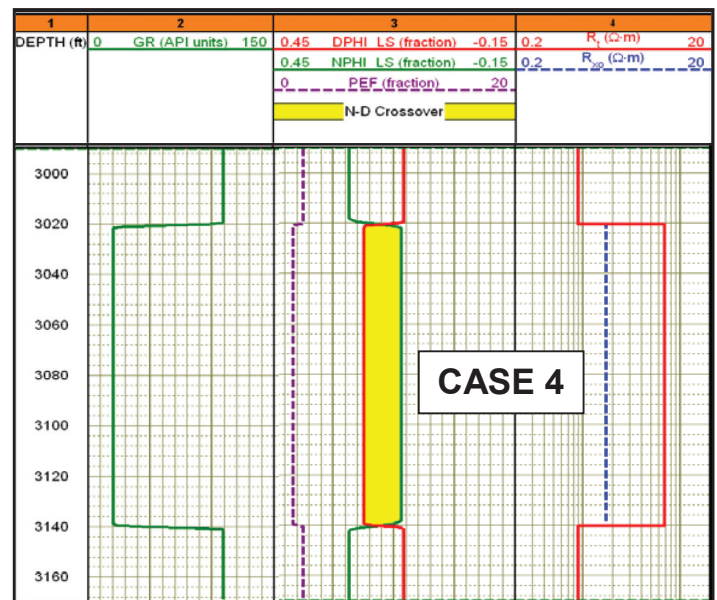 1 2 3 4
DEPTH (ft) 0 GR (API units) 150 0.45 DPHI LS (fraction) -0.15 0.2 Rt (Ω·m) 20
0.45 NPHI LS (fraction) -0.15 0.2 Rxo (Ω·m) 20
0 PEF (fraction) 20
N-D Crossover
3000
3020
3040
3060
3080
CASE 4
3100
3120
3140
3160